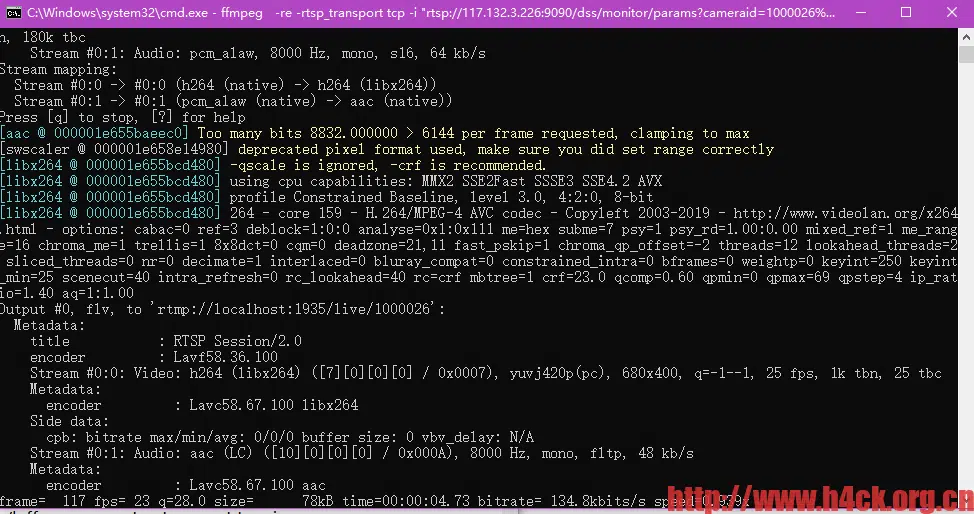 C:\Windows\system32\cmd.exe - ffmpeg -re -rtsp_transport tcp -i "rtsp://117.132.3.226:9090/dss/monitor/params?cameraid=1000026%...
n, 180k tbc
Stream #0:1: Audio: pcm_alaw, 8000 Hz, mono, s16, 64 kb/s
Stream mapping:
Stream #0:0 -> #0:0 (h264 (native) -> h264 (libx264))
Stream #0:1 -> #0:1 (pcm_alaw (native) -> aac (native))
Press [q] to stop, [?] for help
[aac @ 000001e655baeec0] Too many bits 8832.000000 > 6144 per frame requested, clamping to max
[swscaler @ 000001e658e14980] deprecated pixel format used, make sure you did set range correctly
[libx264 @ 000001e655bcd480] -qscale is ignored, -crf is recommended.
[libx264 @ 000001e655bcd480] using cpu capabilities: MMX2 SSE2Fast SSSE3 SSE4.2 AVX
[libx264 @ 000001e655bcd480] profile Constrained Baseline, level 3.0, 4:2:0, 8-bit
[libx264 @ 000001e655bcd480] 264 - core 159 - H.264/MPEG-4 AVC codec - Copyleft 2003-2019 - http://www.videolan.org/x264
.html - options: cabac=0 ref=3 deblock=1:0:0 analyse=0x1:0x111 me=hex subme=7 psy=1 psy_rd=1.00:0.00 mixed_ref=1 me_rang
e=16 chroma_me=1 trellis=1 8x8dct=0 cqm=0 deadzone=21,11 fast_pskip=1 chroma_qp_offset=-2 threads=12 lookahead_threads=2
sliced_threads=0 nr=0 decimate=1 interlaced=0 bluray_compat=0 constrained_intra=0 bframes=0 weightp=0 keyint=250 keyint
_min=25 scenecut=40 intra_refresh=0 rc_lookahead=40 rc=crf mbtree=1 crf=23.0 qcomp=0.60 qpmin=0 qpmax=69 qpstep=4 ip_rat
io=1.40 aq=1:1.00
Output #0, flv, to 'rtmp://localhost:1935/live/1000026':
Metadata:
title : RTSP Session/2.0
encoder : Lavf58.36.100
Stream #0:0: Video: h264 (libx264) ([7][0][0][0] / 0x0007), yuvj420p(pc), 680x400, q=-1--1, 25 fps, 1k tbn, 25 tbc
Metadata:
encoder : Lavc58.67.100 libx264
Side data:
cpb: bitrate max/min/avg: 0/0/0 buffer size: 0 vbv_delay: N/A
Stream #0:1: Audio: aac (LC) ([10][0][0][0] / 0x000A), 8000 Hz, mono, fltp, 48 kb/s
Metadata:
encoder : Lavc58.67.100 aac
frame= 117 fps= 23 q=28.0 size= 78kB time=00:00:04.73 bitrate= 134.8kbits/s speed=0.939x
http://www.h4ck.org.cn